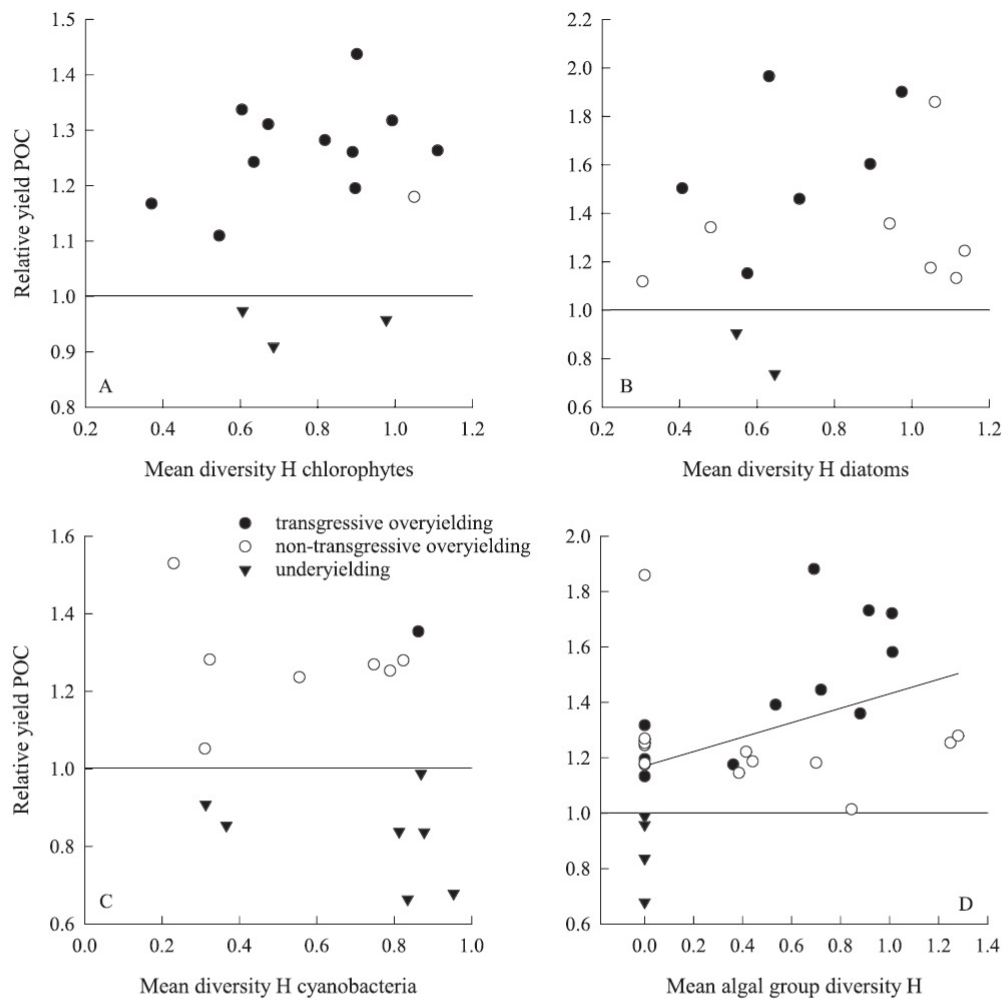 1.5
1.4
1.3
1.2
1.1
1.0
0.9
0.8
Relative yield POC
A
0.2 0.4 0.6 0.8 1.0 1.2
Mean diversity H chlorophytes
2.2
2.0
1.8
1.6
1.4
1.2
1.0
0.8
0.6
B
0.2 0.4 0.6 0.8 1.0 1.2
Mean diversity H diatoms
transgressive overyielding
non-transgressive overyielding
underyielding
1.6
1.4
1.2
1.0
0.8
0.6
Relative yield POC
C
0.0 0.2 0.4 0.6 0.8 1.0
Mean diversity H cyanobacteria
2.0
1.8
1.6
1.4
1.2
1.0
0.8
0.6
D
0.0 0.2 0.4 0.6 0.8 1.0 1.2 1.4
Mean algal group diversity H